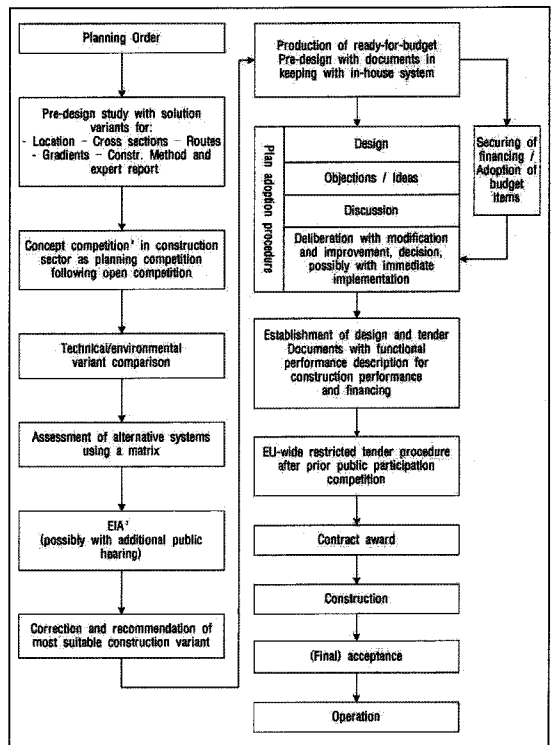 Planning Order
Pre-design study with solution
variants for:
- Location – Cross sections – Routes
- Gradients – Constr. Method and
expert report
Concept competition¹ in construction
sector as planning competition
following open competition
Technical/environmental
variant comparison
Assessment of alternative systems
using a matrix
EIA²
(possibly with additional public
hearing)
Correction and recommendation of
most suitable construction variant
Production of ready-for-budget
Pre-design with documents in
keeping with in-house system
Plan adoption procedure
Design
Objections / Ideas
Discussion
Deliberation with modification
and improvement, decision,
possibly with immediate
implementation
Securing of
financing /
Adoption of
budget
items
Establishment of design and tender
Documents with functional
performance description for
construction performance
and financing
EU-wide restricted tender procedure
after prior public participation
competition
Contract award
Construction
(Final) acceptance
Operation